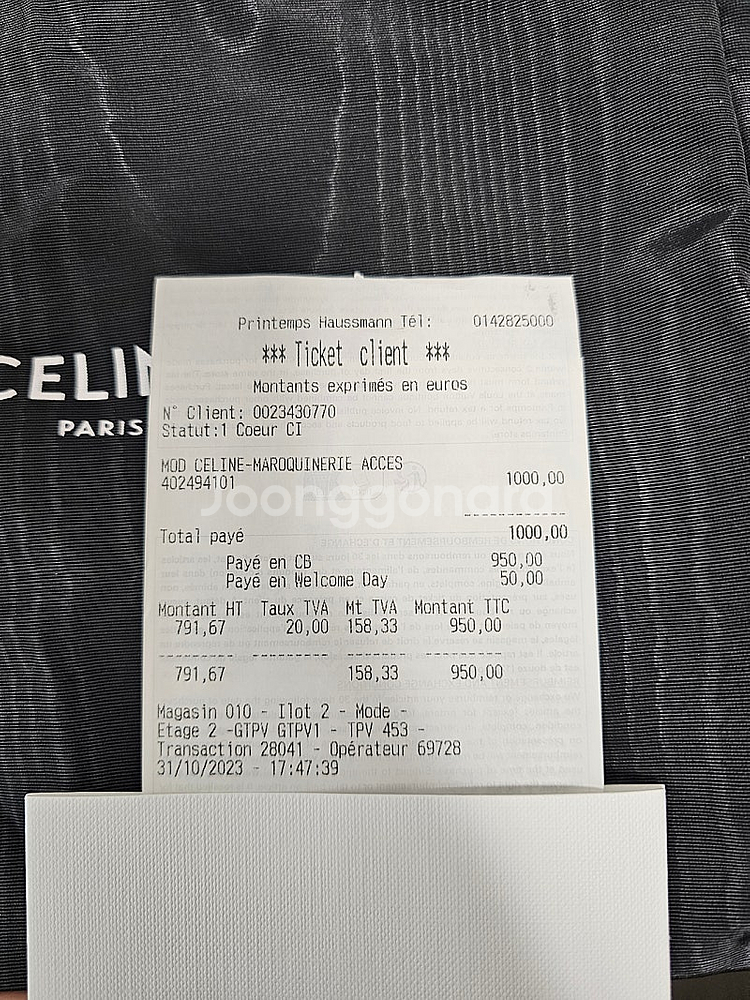 Printemps Haussmann Tél: 0142825000
*** Ticket client ***
Montants exprimés en euros
N° Client: 0023430770
Statut:1 Coeur CI
CELIN
PARIS
MOD CELINE-MAROQUINERIE ACCES
402494101 1000,00
Joonggonara
Total payé 1000,00
Payé en CB 950,00
Payé en Welcome Day 50,00
Montant HT Taux TVA Mt TVA Montant TTC
791,67 20,00 158,33 950,00
791,67 158,33 950,00
Magasin 010 - Ilot 2 - Mode -
Etage 2 -GTPV GTPV1 - TPV 453 -
Transaction 28041 - Opérateur 69728
31/10/2023 - 17:47:39